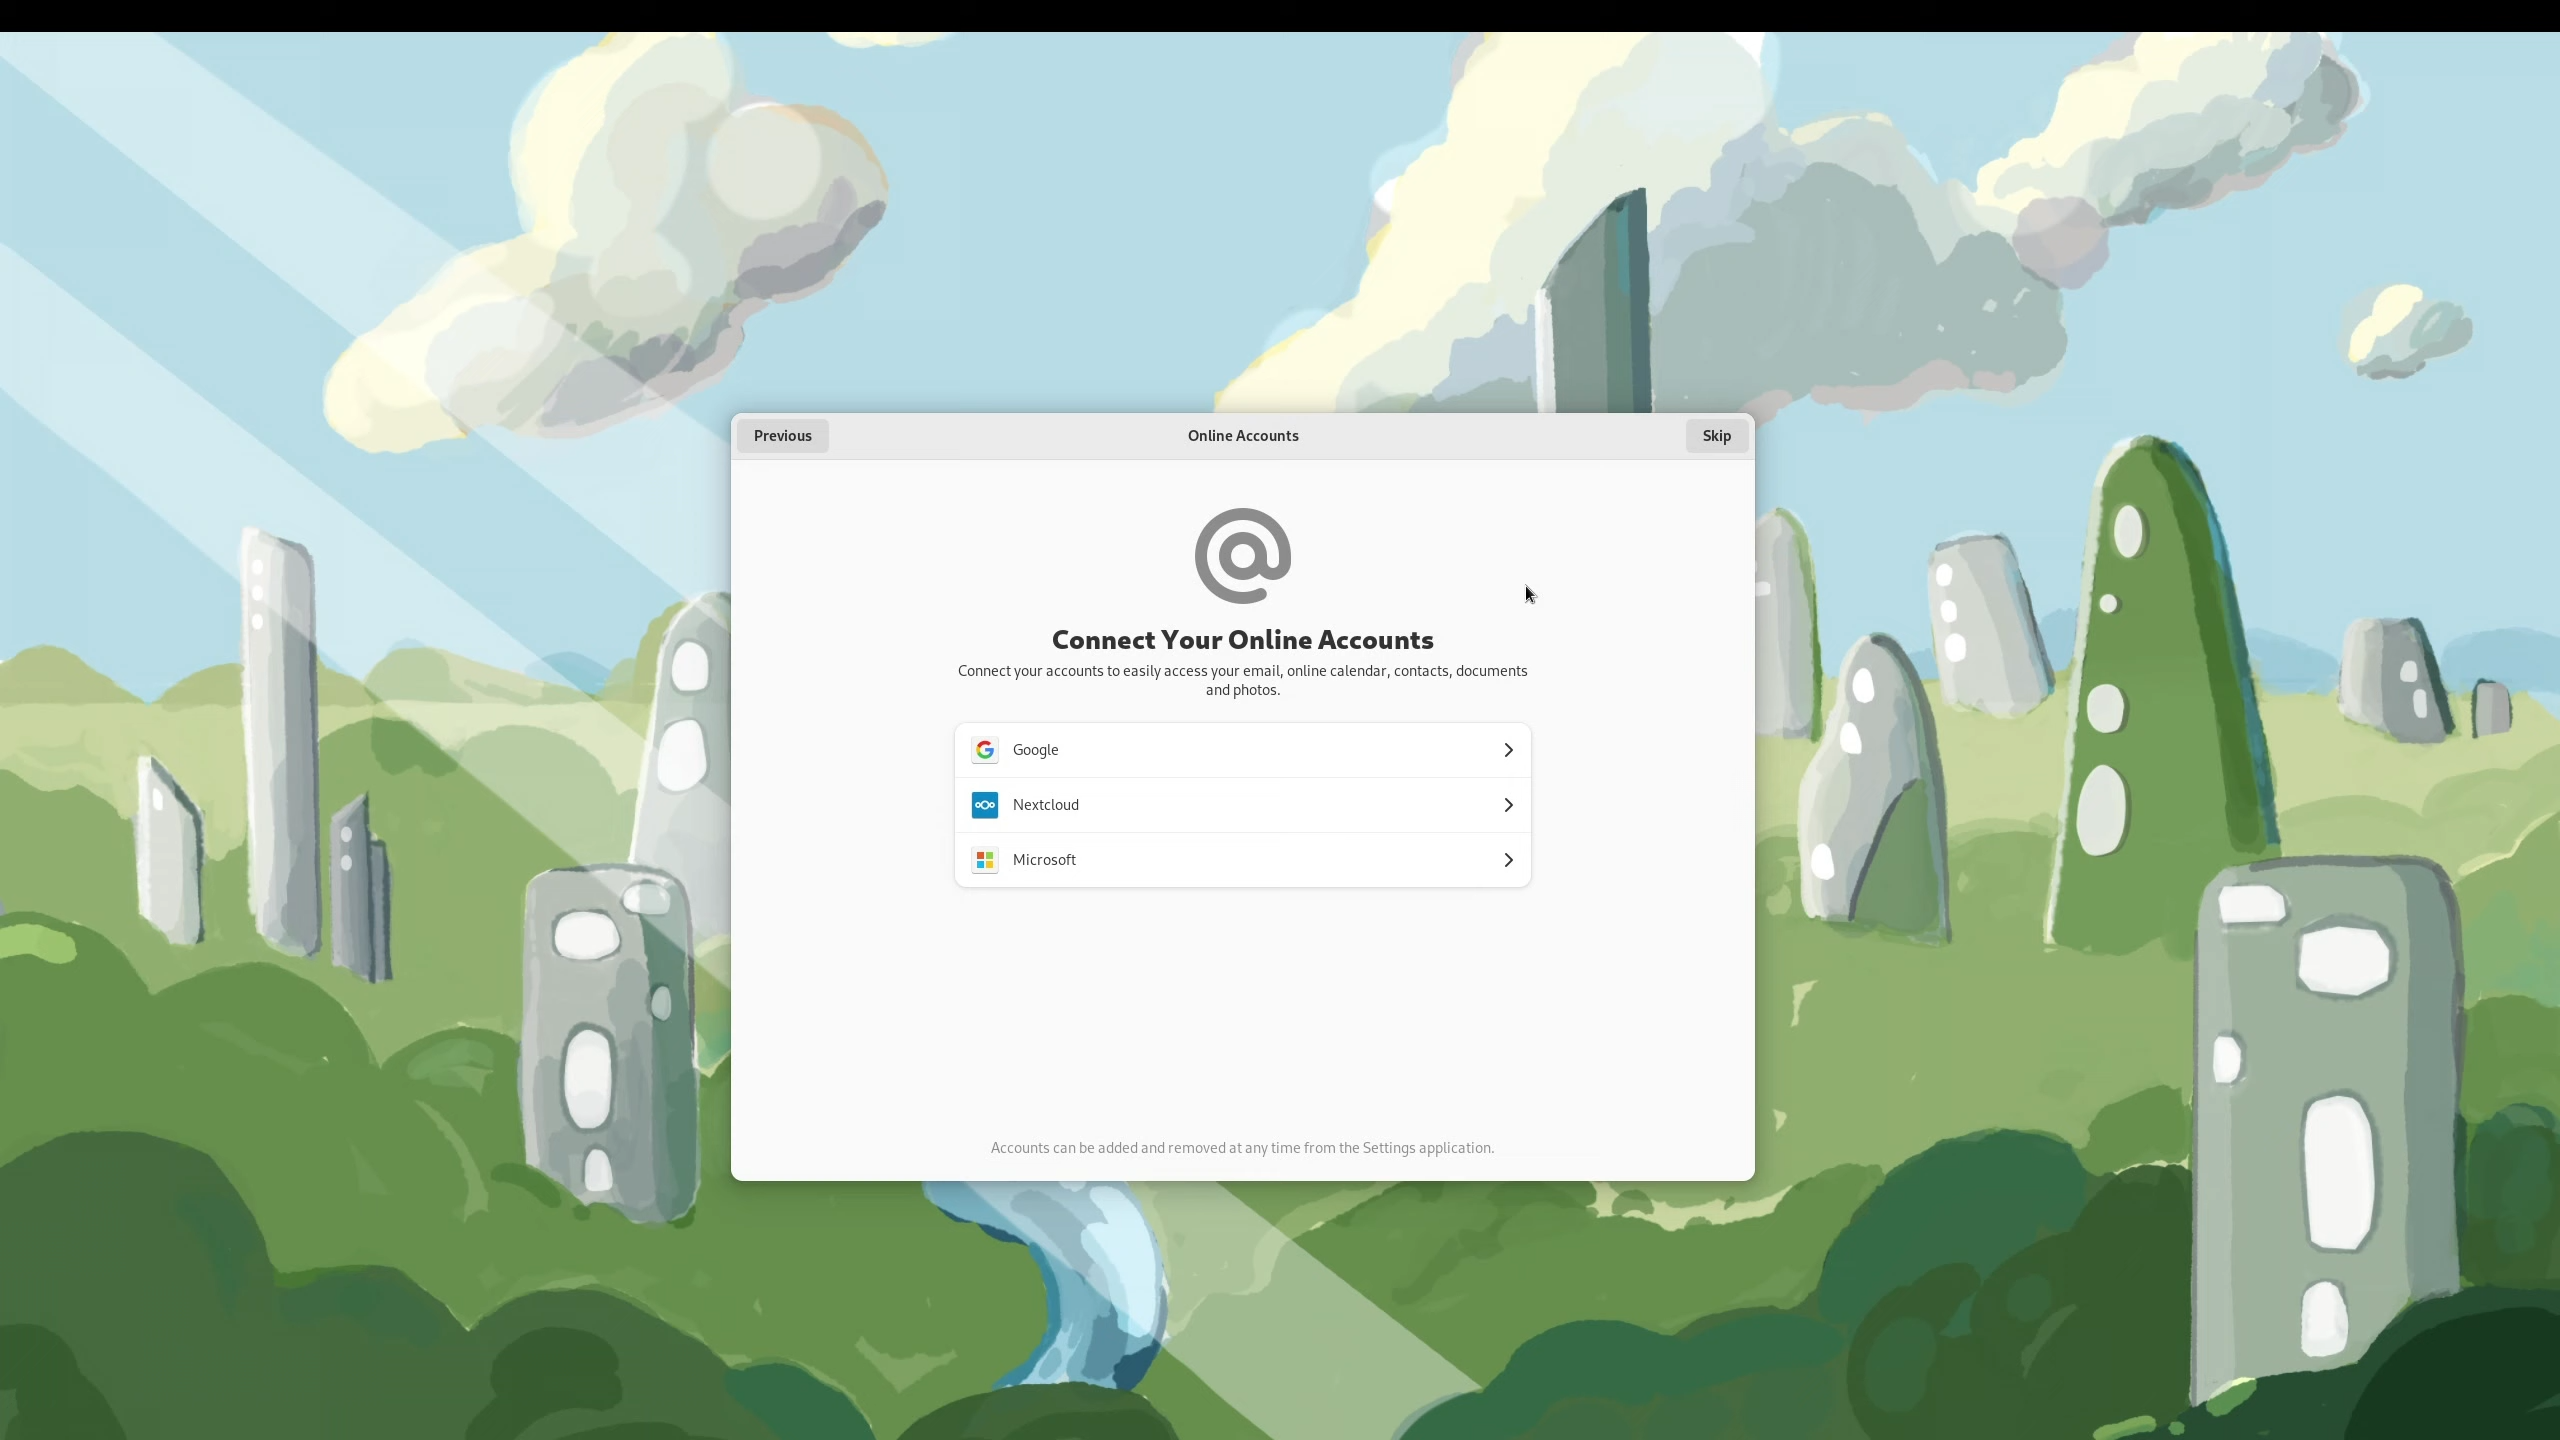 Previous
Online Accounts
Skip
Connect Your Online Accounts
Connect your accounts to easily access your email, online calendar, contacts, documents
and photos.
Google
Nextcloud
Microsoft
Accounts can be added and removed at any time from the Settings application.